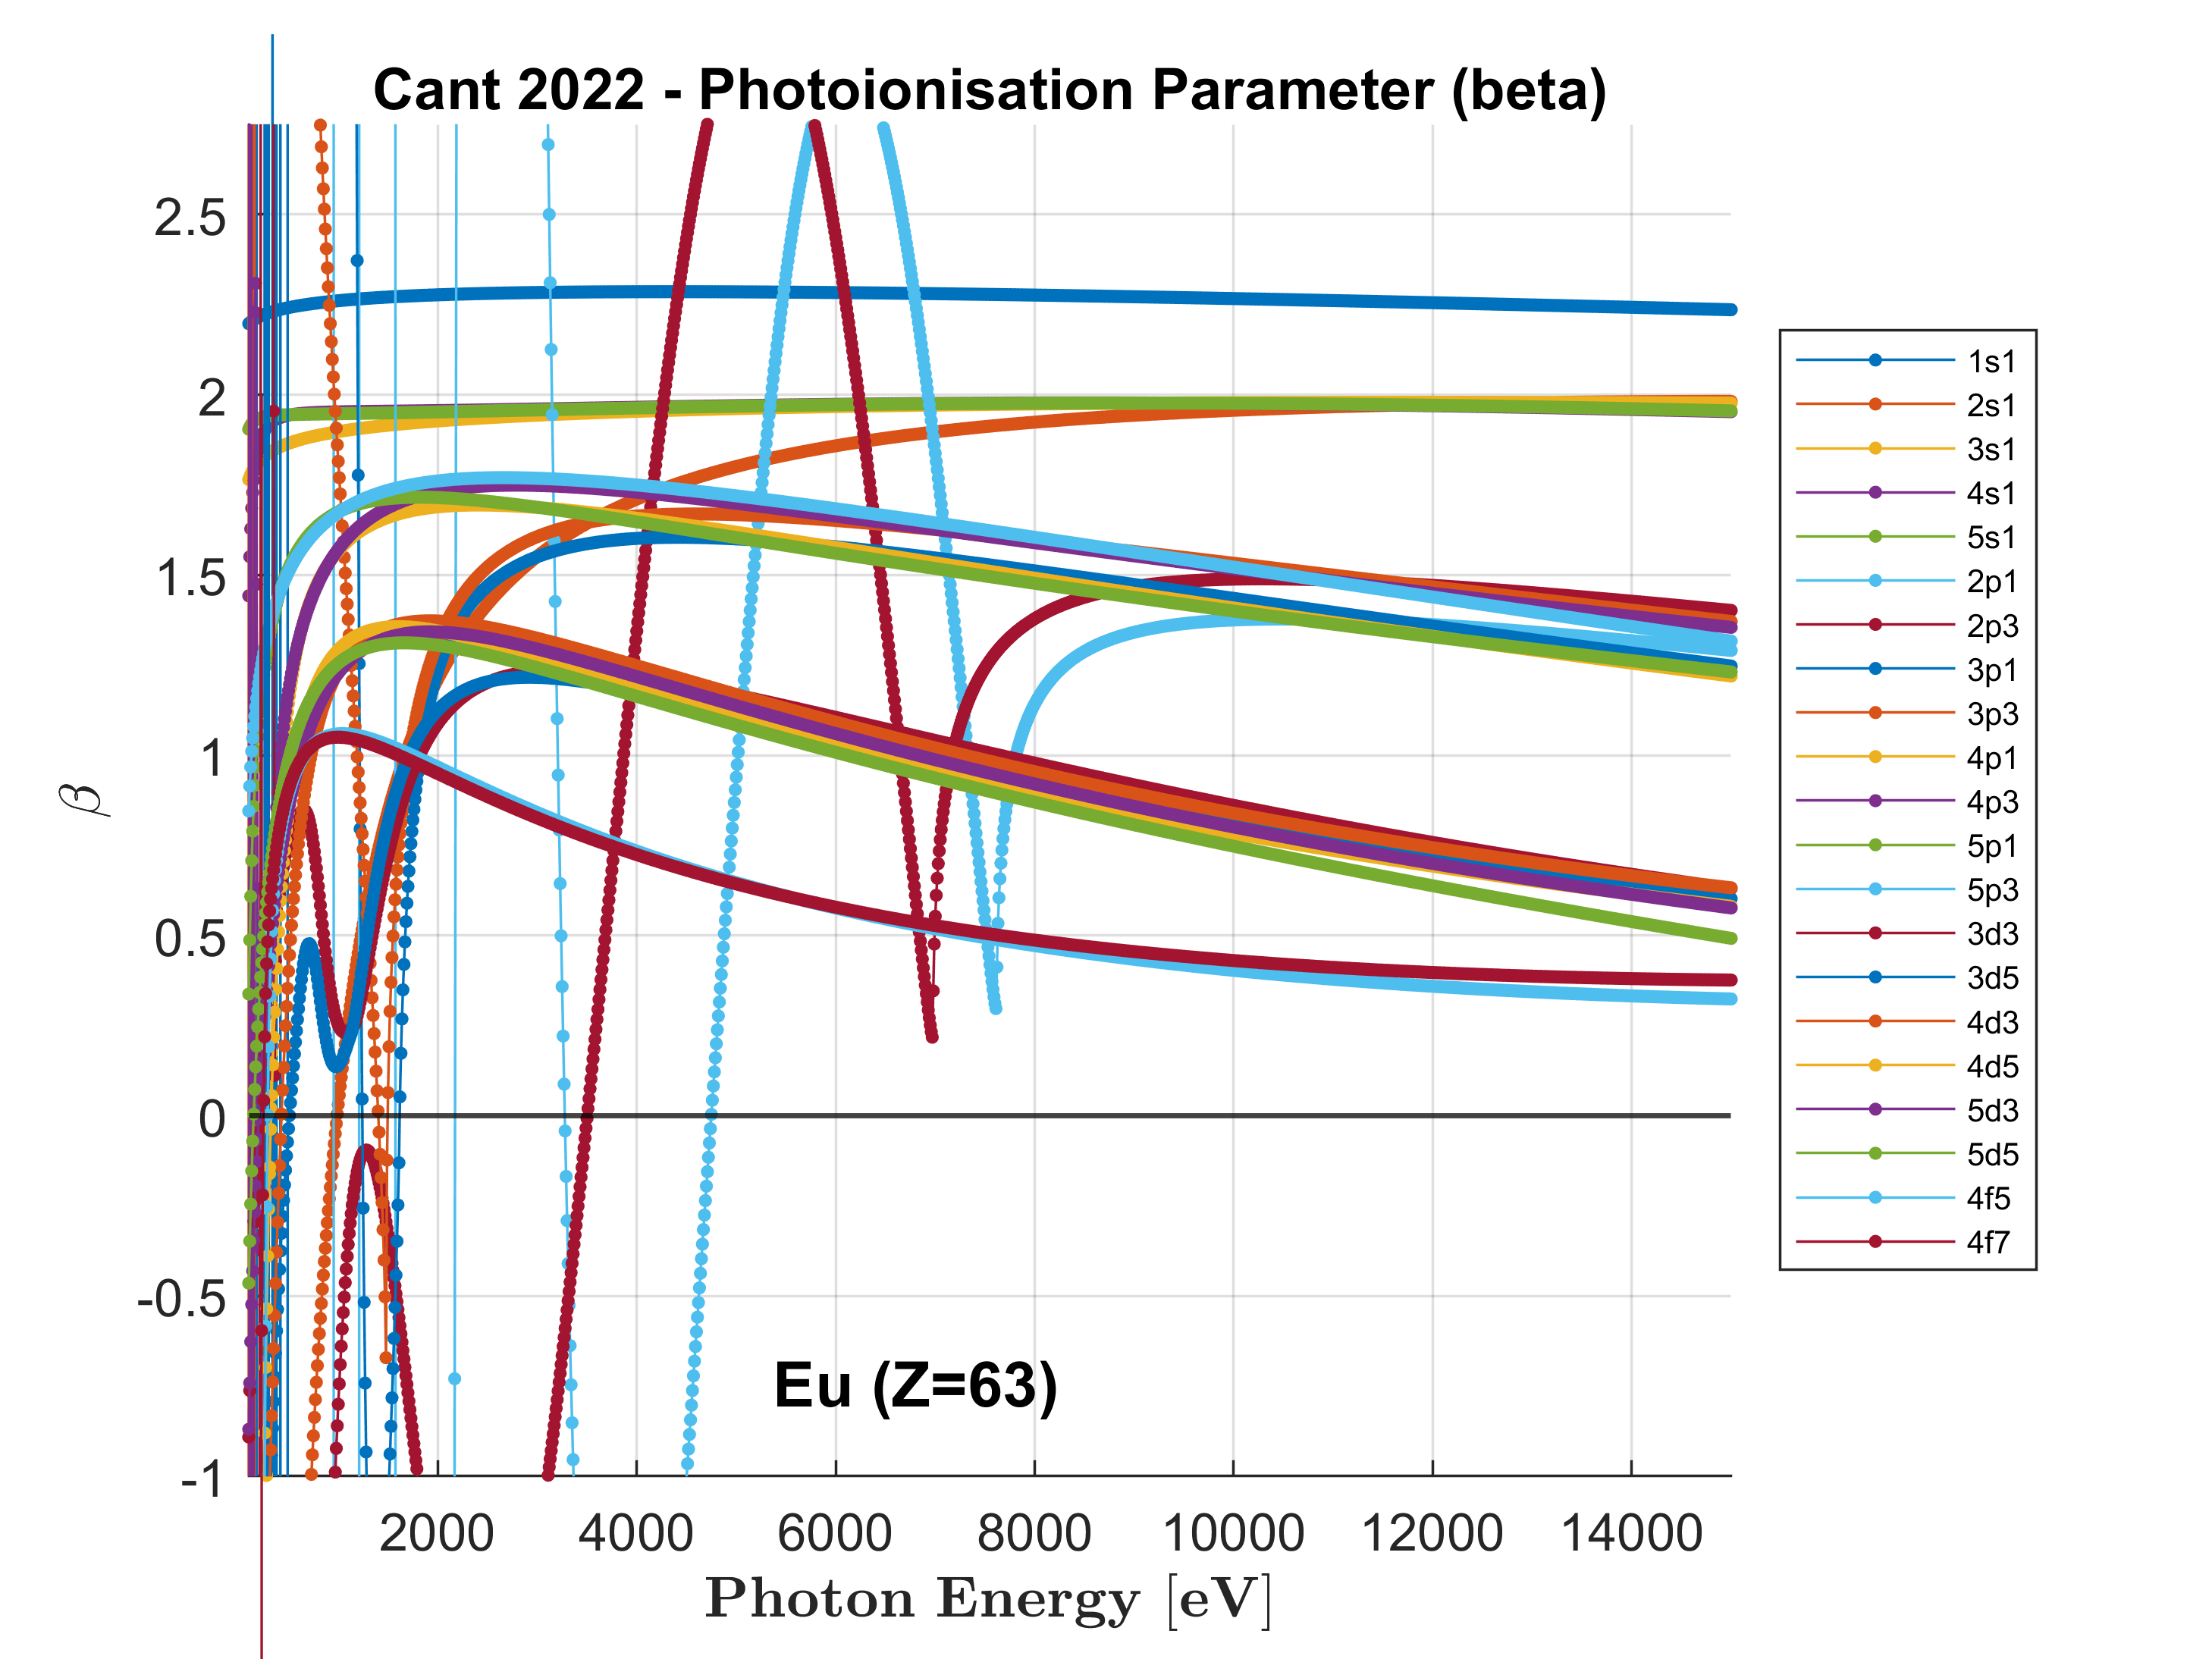 Cant 2022 - Photoionisation Parameter (beta)
2.5
2
1.5
1
0.5
0
-0.5
-1
β
2000 4000 6000 8000 10000 12000 14000
Photon Energy [eV]
Eu (Z=63)
1s1
2s1
3s1
4s1
5s1
2p1
2p3
3p1
3p3
4p1
4p3
5p1
5p3
3d3
3d5
4d3
4d5
5d3
5d5
4f5
4f7